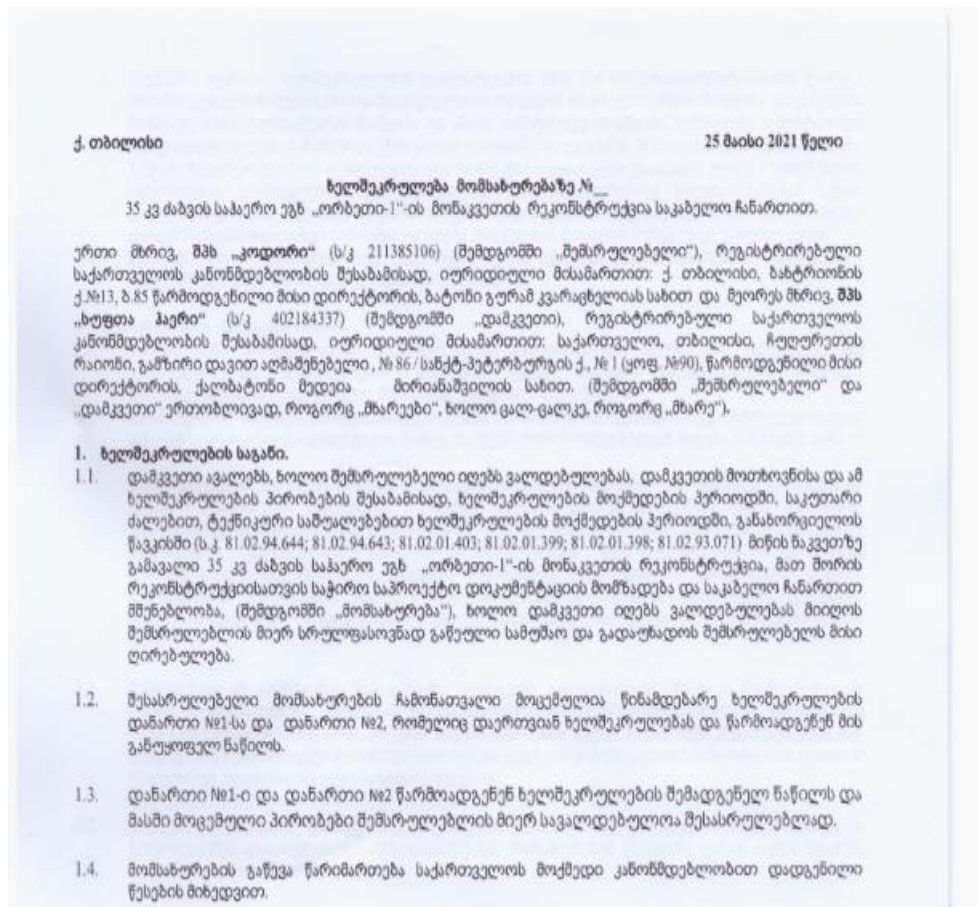 ქ. თბილისი 25 მაისი 2021 წელი
ხელშეკრულება მომსახურებაზე №__
35 კვ ძაბვის საჰაერო ეგხ „ორბეთი-1“-ის მონაკვეთის რეკონსტრუქცია საკაბელო ჩანართით.
ერთი მხრივ, შპს „კოდორი“ (ს/კ 211385106) (შემდგომში „შემსრულებელი“), რეგისტრირებული
საქართველოს კანონმდებლობის შესაბამისად, იურიდიული მისამართით: ქ. თბილისი, ბახტრიონის
ქ.№13, ბ.85 წარმოდგენილი მისი დირექტორის, ბატონი გურამ კვარაცხელიას სახით და მეორეს მხრივ, შპს
„სუფთა ჰაერი“ (ს/კ 402184337) (შემდგომში „დამკვეთი), რეგისტრირებული საქართველოს
კანონმდებლობის შესაბამისად, იურიდიული მისამართით: საქართველო, თბილისი, ჩუღურეთის
რაიონი, გამზირი დავით აღმაშენებელი , № 86 / სანქტ-პეტერბურგის ქ., № 1 (ყოფ. №90), წარმოდგენილი მისი
დირექტორის, ქალბატონი მედეია მირიანაშვილის სახით. (შემდგომში „შემსრულებელი“ და
„დამკვეთი“ ერთობლივად, როგორც „მხარეები“, ხოლო ცალ-ცალკე, როგორც „მხარე“).
1. ხელშეკრულების საგანი.
1.1. დამკვეთი ავალებს, ხოლო შემსრულებელი იღებს ვალდებულებას, დამკვეთის მოთხოვნისა და ამ
ხელშეკრულების პირობების შესაბამისად, ხელშეკრულების მოქმედების პერიოდში, საკუთარი
ძალებით, ტექნიკური საშუალებებით ხელშეკრულების მოქმედების პერიოდში, განახორციელოს
წავკისში (ს.კ. 81.02.94.644; 81.02.94.643; 81.02.01.403; 81.02.01.399; 81.02.01.398; 81.02.93.071) მიწის ნაკვეთზე
გამავალი 35 კვ ძაბვის საჰაერო ეგხ „ორბეთი-1“-ის მონაკვეთის რეკონსტრუქცია, მათ შორის
რეკონსტრუქციისათვის საჭირო საპროექტო დოკუმენტაციის მომზადება და საკაბელო ჩანართით
მშენებლობა, (შემდგომში „მომსახურება“), ხოლო დამკვეთი იღებს ვალდებულებას მიიღოს
შემსრულებლის მიერ სრულფასოვნად გაწეული სამუშაო და გადაუხადოს შემსრულებელს მისი
ღირებულება.
1.2. შესასრულებელი მომსახურების ჩამონათვალი მოცემულია წინამდებარე ხელშეკრულების
დანართი №1-სა და დანართი №2, რომელიც დაერთვიან ხელშეკრულებას და წარმოადგენენ მის
განუყოფელ ნაწილს.
1.3. დანართი №1-ი და დანართი №2 წარმოადგენენ ხელშეკრულების შემადგენელ ნაწილს და
მასში მოცემული პირობები შემსრულებლის მიერ სავალდებულოა შესასრულებლად.
1.4. მომსახურების გაწევა წარიმართება საქართველოს მოქმედი კანონმდებლობით დადგენილი
წესების მიხედვით.